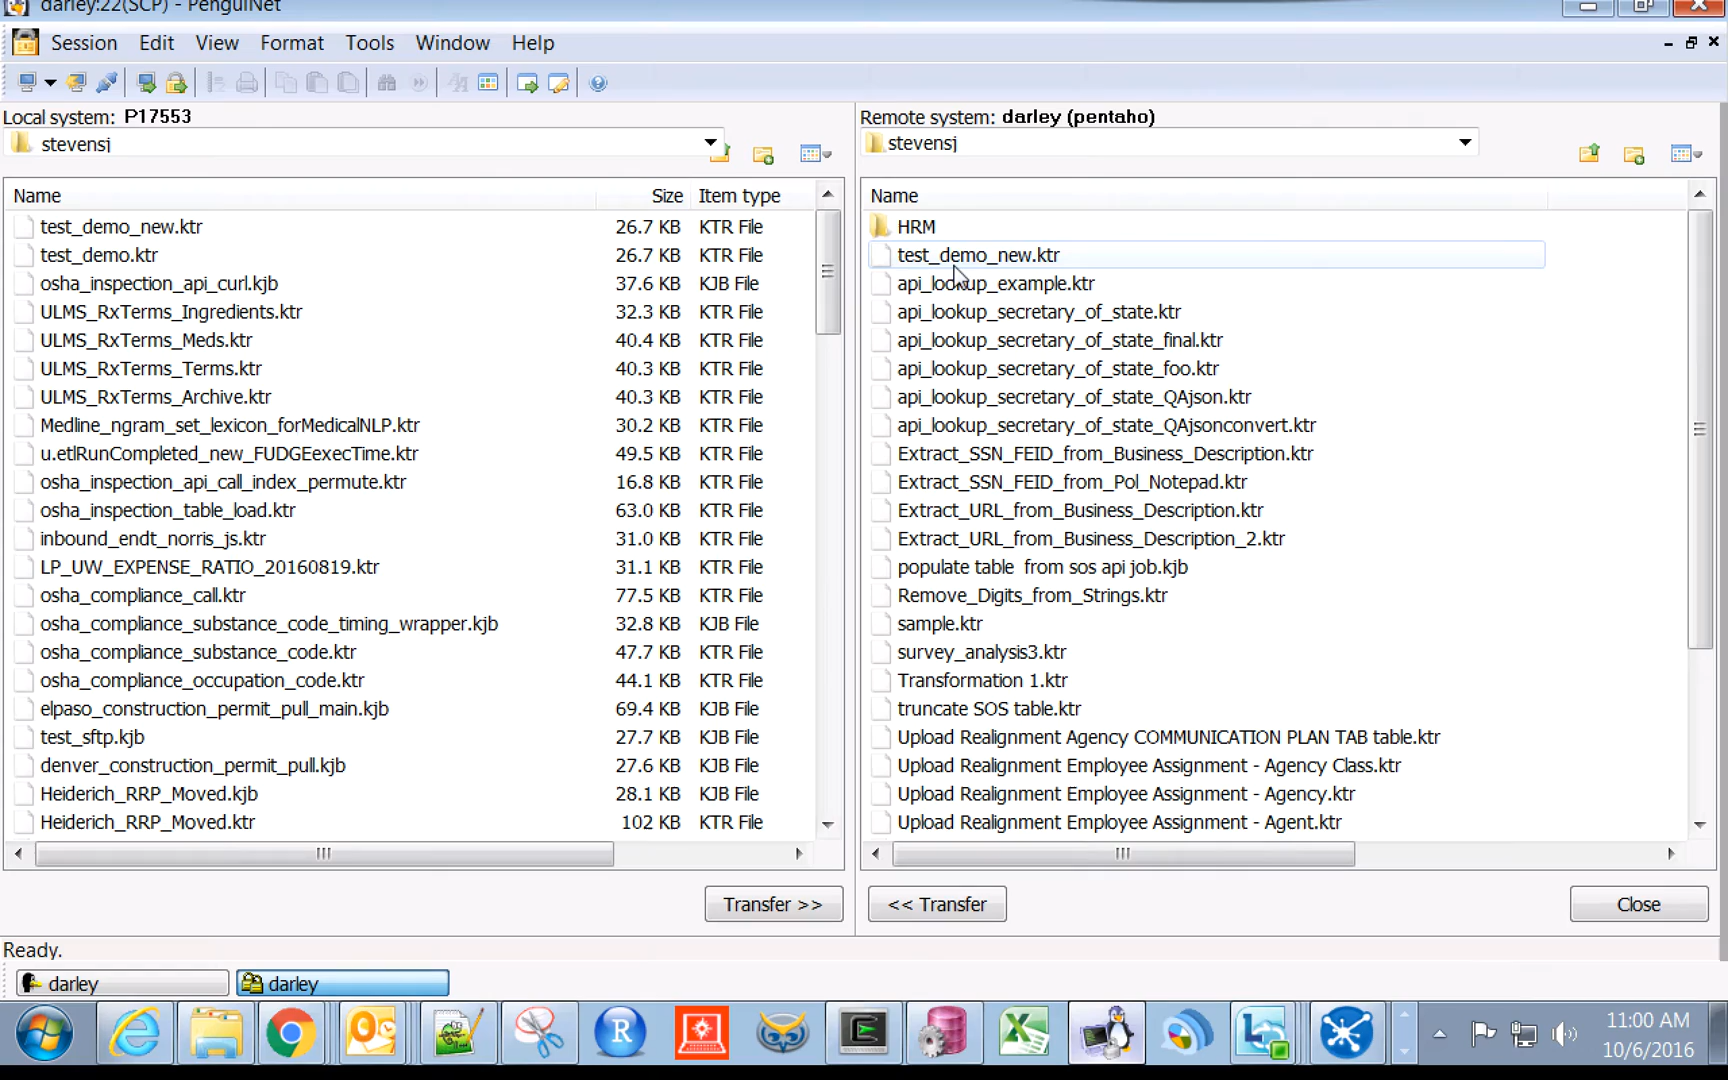 darley:22(SCP) - PenguiNet
Session Edit View Format Tools Window Help
Local system: P17553
stevensj
Name Size Item type
test_demo_new.ktr 26.7 KB KTR File
test_demo.ktr 26.7 KB KTR File
osha_inspection_api_curl.kjb 37.6 KB KJB File
ULMS_RxTerms_Ingredients.ktr 32.3 KB KTR File
ULMS_RxTerms_Meds.ktr 40.4 KB KTR File
ULMS_RxTerms_Terms.ktr 40.3 KB KTR File
ULMS_RxTerms_Archive.ktr 40.3 KB KTR File
Medline_ngram_set_lexicon_forMedicalNLP.ktr 30.2 KB KTR File
u.etlRunCompleted_new_FUDGEexecTime.ktr 49.5 KB KTR File
osha_inspection_api_call_index_permute.ktr 16.8 KB KTR File
osha_inspection_table_load.ktr 63.0 KB KTR File
inbound_endt_norris_js.ktr 31.0 KB KTR File
LP_UW_EXPENSE_RATIO_20160819.ktr 31.1 KB KTR File
osha_compliance_call.ktr 77.5 KB KTR File
osha_compliance_substance_code_timing_wrapper.kjb 32.8 KB KJB File
osha_compliance_substance_code.ktr 47.7 KB KTR File
osha_compliance_occupation_code.ktr 44.1 KB KTR File
elpaso_construction_permit_pull_main.kjb 69.4 KB KJB File
test_sftp.kjb 27.7 KB KJB File
denver_construction_permit_pull.kjb 27.6 KB KJB File
Heiderich_RRP_Moved.kjb 28.1 KB KJB File
Heiderich_RRP_Moved.ktr 102 KB KTR File
Transfer >>
Remote system: darley (pentaho)
stevensj
Name
HRM
test_demo_new.ktr
api_lookup_example.ktr
api_lookup_secretary_of_state.ktr
api_lookup_secretary_of_state_final.ktr
api_lookup_secretary_of_state_foo.ktr
api_lookup_secretary_of_state_QAjson.ktr
api_lookup_secretary_of_state_QAjsonconvert.ktr
Extract_SSN_FEID_from_Business_Description.ktr
Extract_SSN_FEID_from_Pol_Notepad.ktr
Extract_URL_from_Business_Description.ktr
Extract_URL_from_Business_Description_2.ktr
populate table  from sos api job.kjb
Remove_Digits_from_Strings.ktr
sample.ktr
survey_analysis3.ktr
Transformation 1.ktr
truncate SOS table.ktr
Upload Realignment Agency COMMUNICATION PLAN TAB table.ktr
Upload Realignment Employee Assignment - Agency Class.ktr
Upload Realignment Employee Assignment - Agency.ktr
Upload Realignment Employee Assignment - Agent.ktr
<< Transfer Close
Ready.
darley darley
11:00 AM
10/6/2016